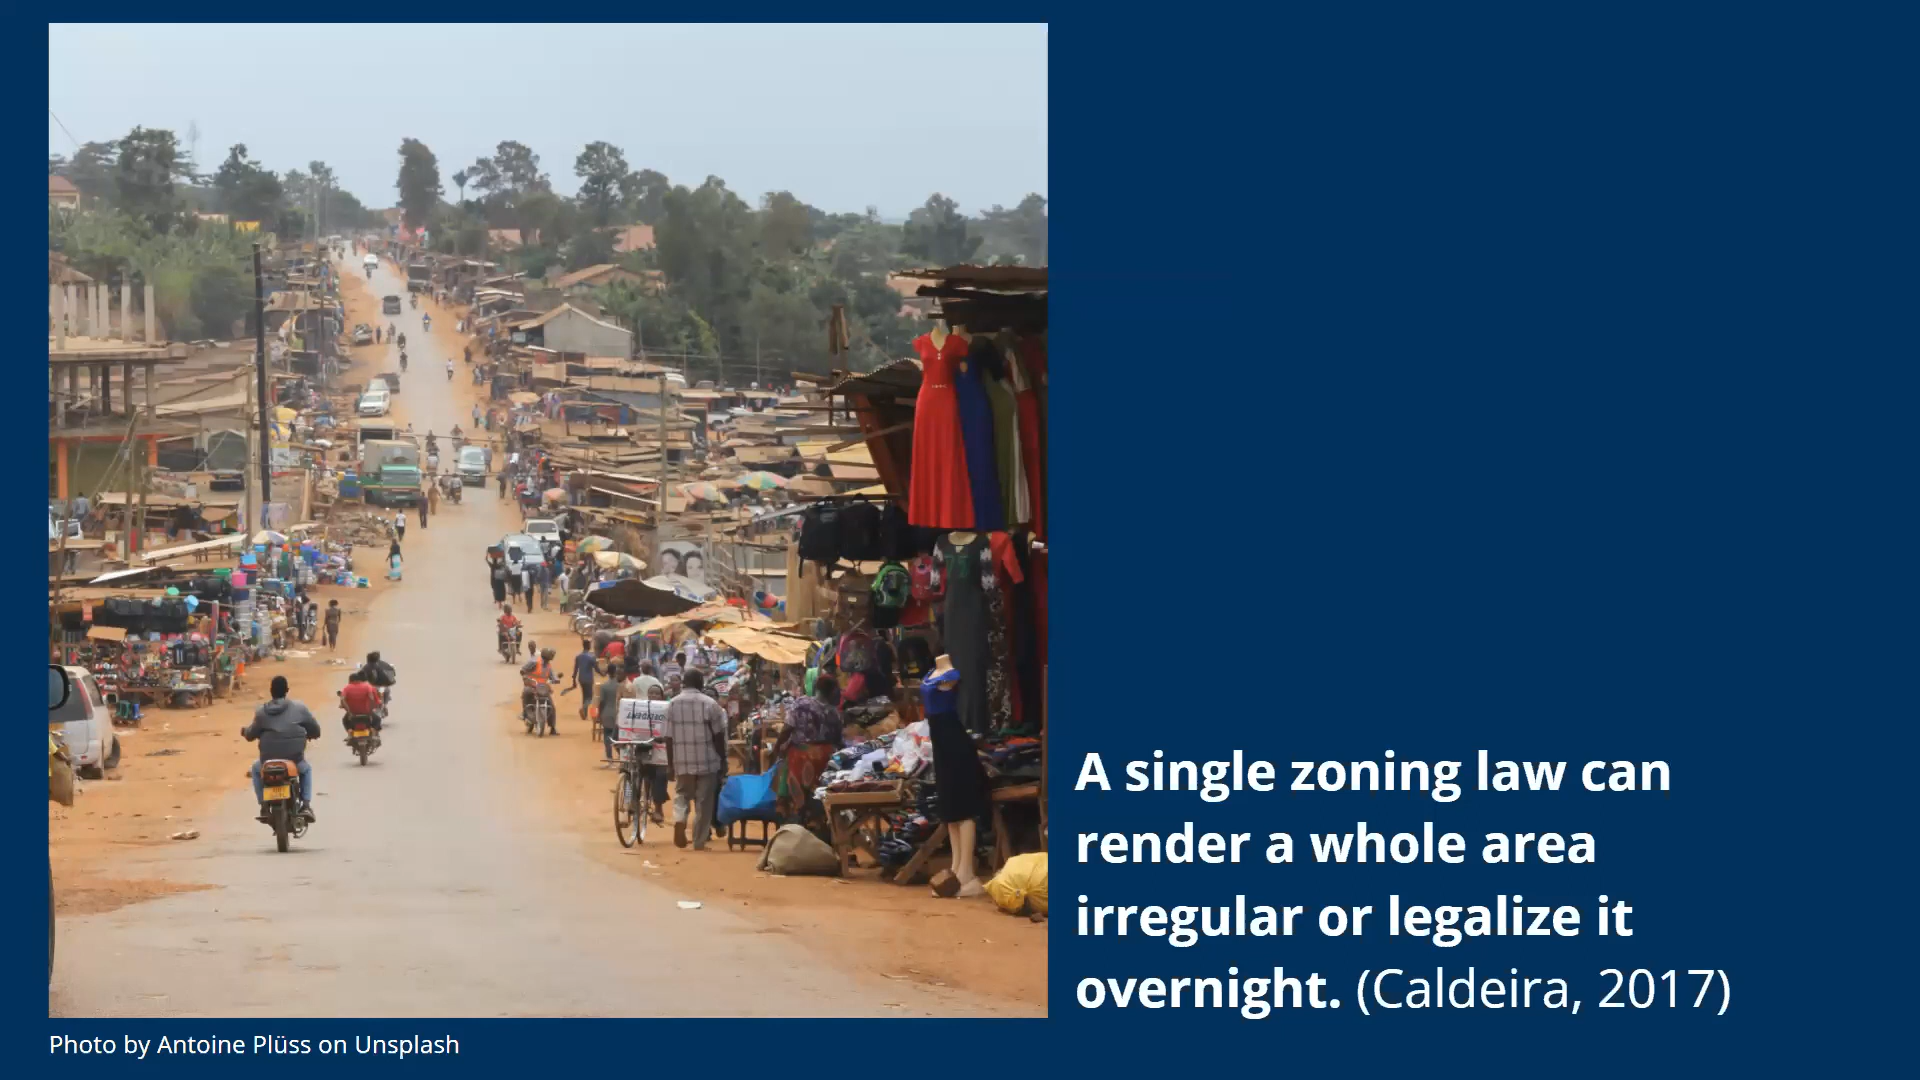 A single zoning law can
render a whole area
irregular or legalize it
overnight. (Caldeira, 2017)
Photo by Antoine Plüss on Unsplash